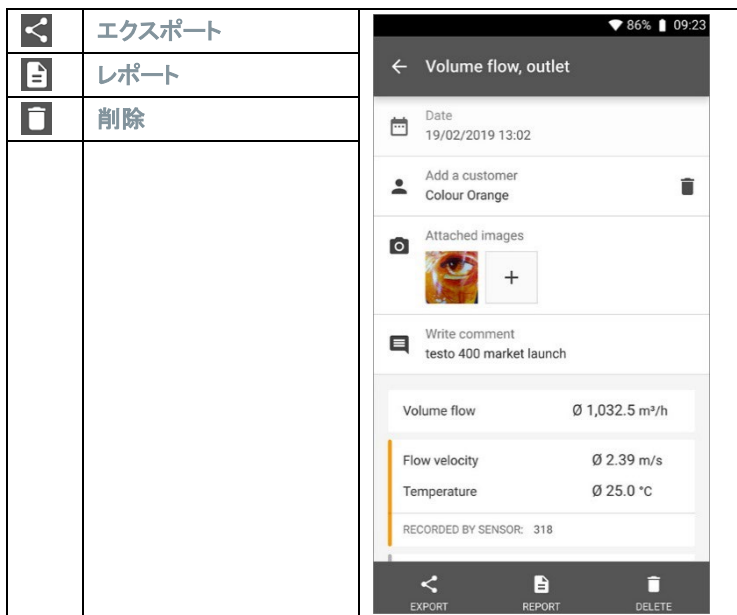 エクスポート
レポート
削除
86% 09:23
Volume flow, outlet
Date
19/02/2019 13:02
Add a customer
Colour Orange
Attached images
+
Write comment
testo 400 market launch
Volume flow Ø 1,032.5 m³/h
Flow velocity Ø 2.39 m/s
Temperature Ø 25.0 °C
RECORDED BY SENSOR: 318
EXPORT REPORT DELETE